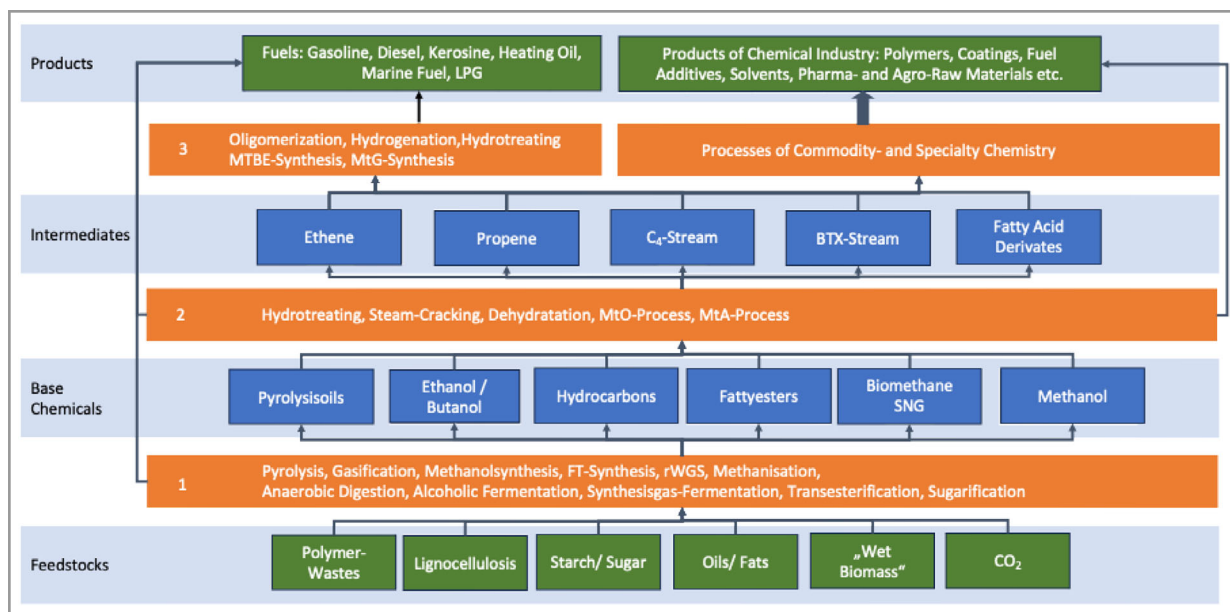 Products
Fuels: Gasoline, Diesel, Kerosine, Heating Oil,
Marine Fuel, LPG
Products of Chemical Industry: Polymers, Coatings, Fuel
Additives, Solvents, Pharma- and Agro-Raw Materials etc.
3
Oligomerization, Hydrogenation,Hydrotreating
MTBE-Synthesis, MtG-Synthesis
Processes of Commodity- and Specialty Chemistry
Intermediates
Ethene
Propene
C₄-Stream
BTX-Stream
Fatty Acid
Derivates
2
Hydrotreating, Steam-Cracking, Dehydratation, MtO-Process, MtA-Process
Base
Chemicals
Pyrolysisoils
Ethanol /
Butanol
Hydrocarbons
Fattyesters
Biomethane
SNG
Methanol
1
Pyrolysis, Gasification, Methanolsynthesis, FT-Synthesis, rWGS, Methanisation,
Anaerobic Digestion, Alcoholic Fermentation, Synthesisgas-Fermentation, Transesterification, Sugarification
Feedstocks
Polymer-
Wastes
Lignocellulosis
Starch/ Sugar
Oils/ Fats
„Wet
Biomass“
CO₂